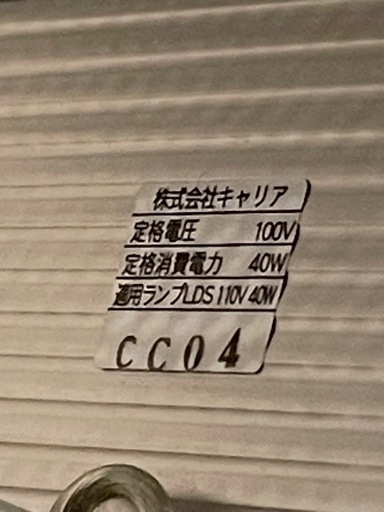 株式会社キャリア
定格電圧 100V
定格消費電力 40W
適用ランプLDS 110V 40W
CC04